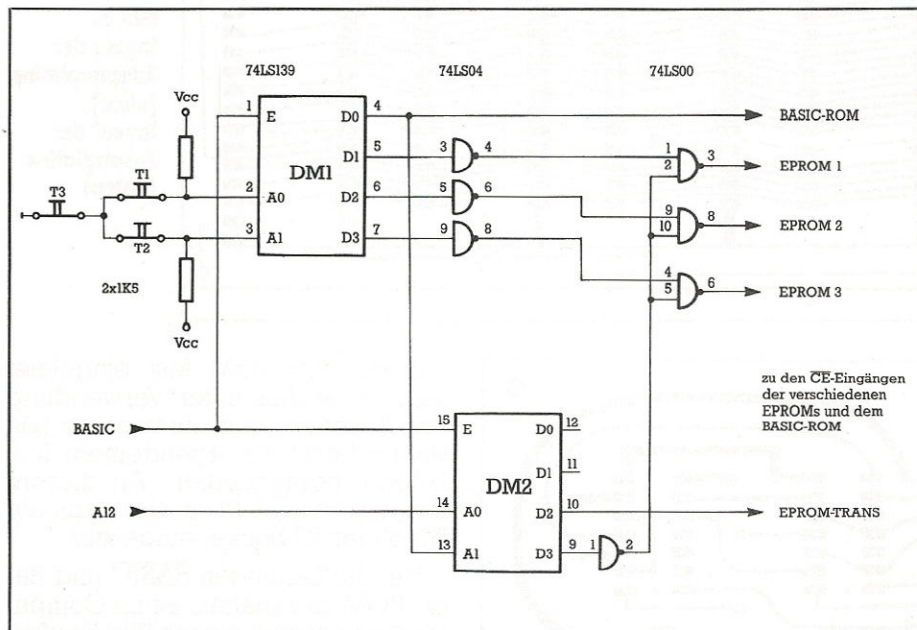 74LS139
74LS04
74LS00
Vcc
1 E D0 4
BASIC-ROM
D1 5 3 4
1 2 3
EPROM 1
DM1
T3
T1
2 A0
D2 6 5 6
9 10 8
EPROM 2
T2
3 A1
D3 7 9 8
4 5 6
EPROM 3
2x1K5
Vcc
zu den CE-Eingängen
der verschiedenen
EPROMs und dem
BASIC-ROM
BASIC
15 E D0 12
D1 11
DM2
A12
14 A0
D2 10
EPROM-TRANS
13 A1
D3 9 1 2